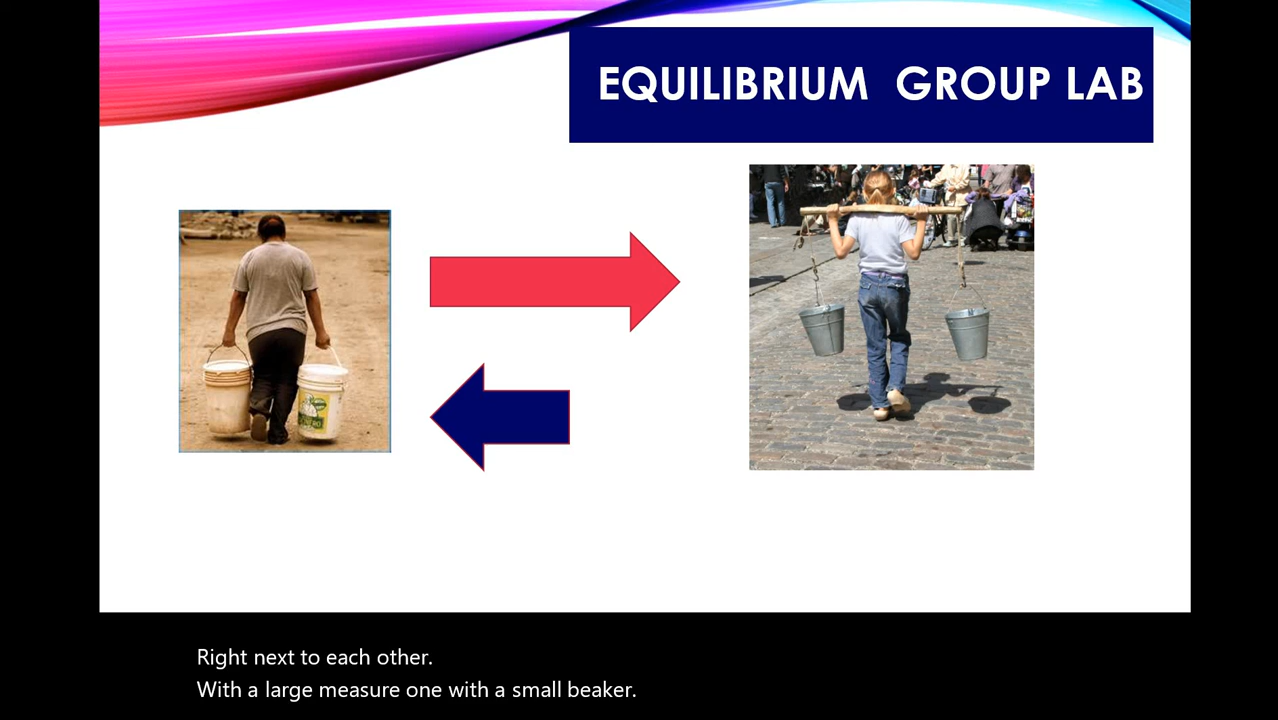 EQUILIBRIUM GROUP LAB
Right next to each other.
With a large measure one with a small beaker.